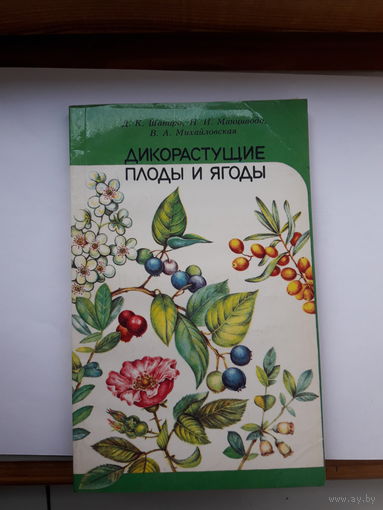 Д. К. Шапиро, Н. И. Манциводо,
В. А. Михайловская
ДИКОРАСТУЩИЕ
ПЛОДЫ И ЯГОДЫ
www.ay.by